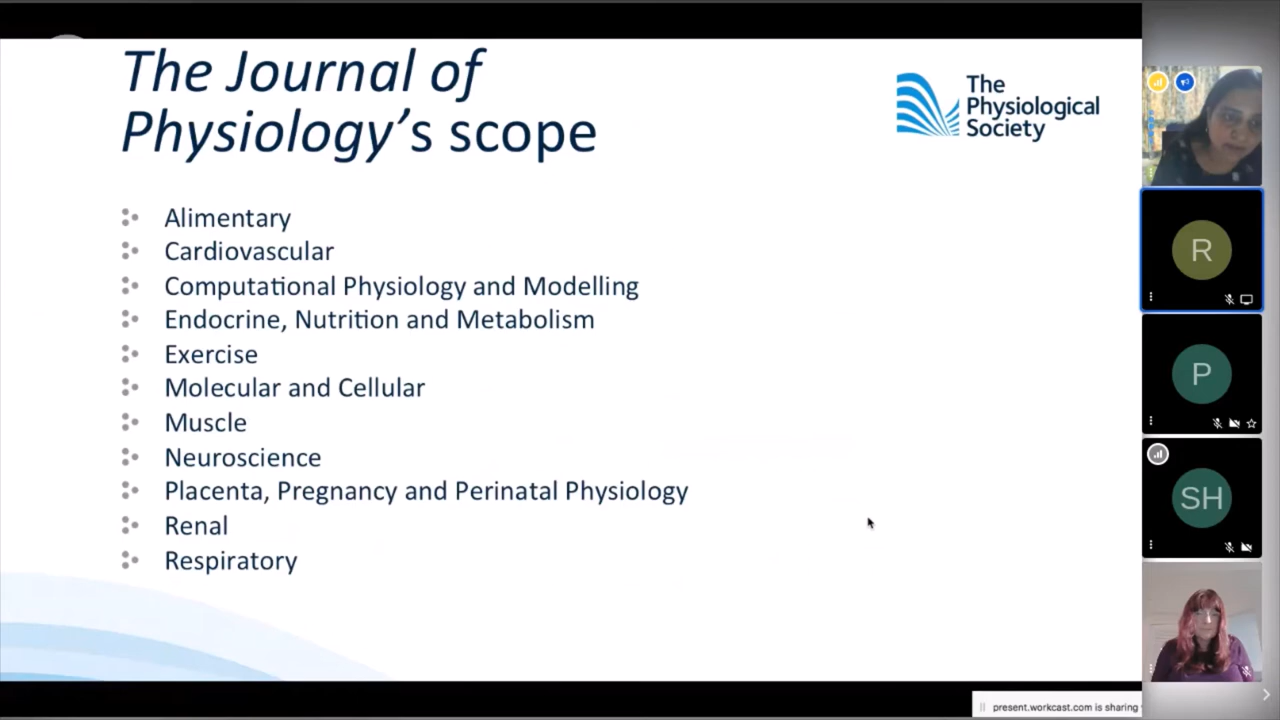 The Journal of
Physiology’s scope
The
Physiological
Society
Alimentary
Cardiovascular
Computational Physiology and Modelling
Endocrine, Nutrition and Metabolism
Exercise
Molecular and Cellular
Muscle
Neuroscience
Placenta, Pregnancy and Perinatal Physiology
Renal
Respiratory
R
P
SH
present.workcast.com is sharing